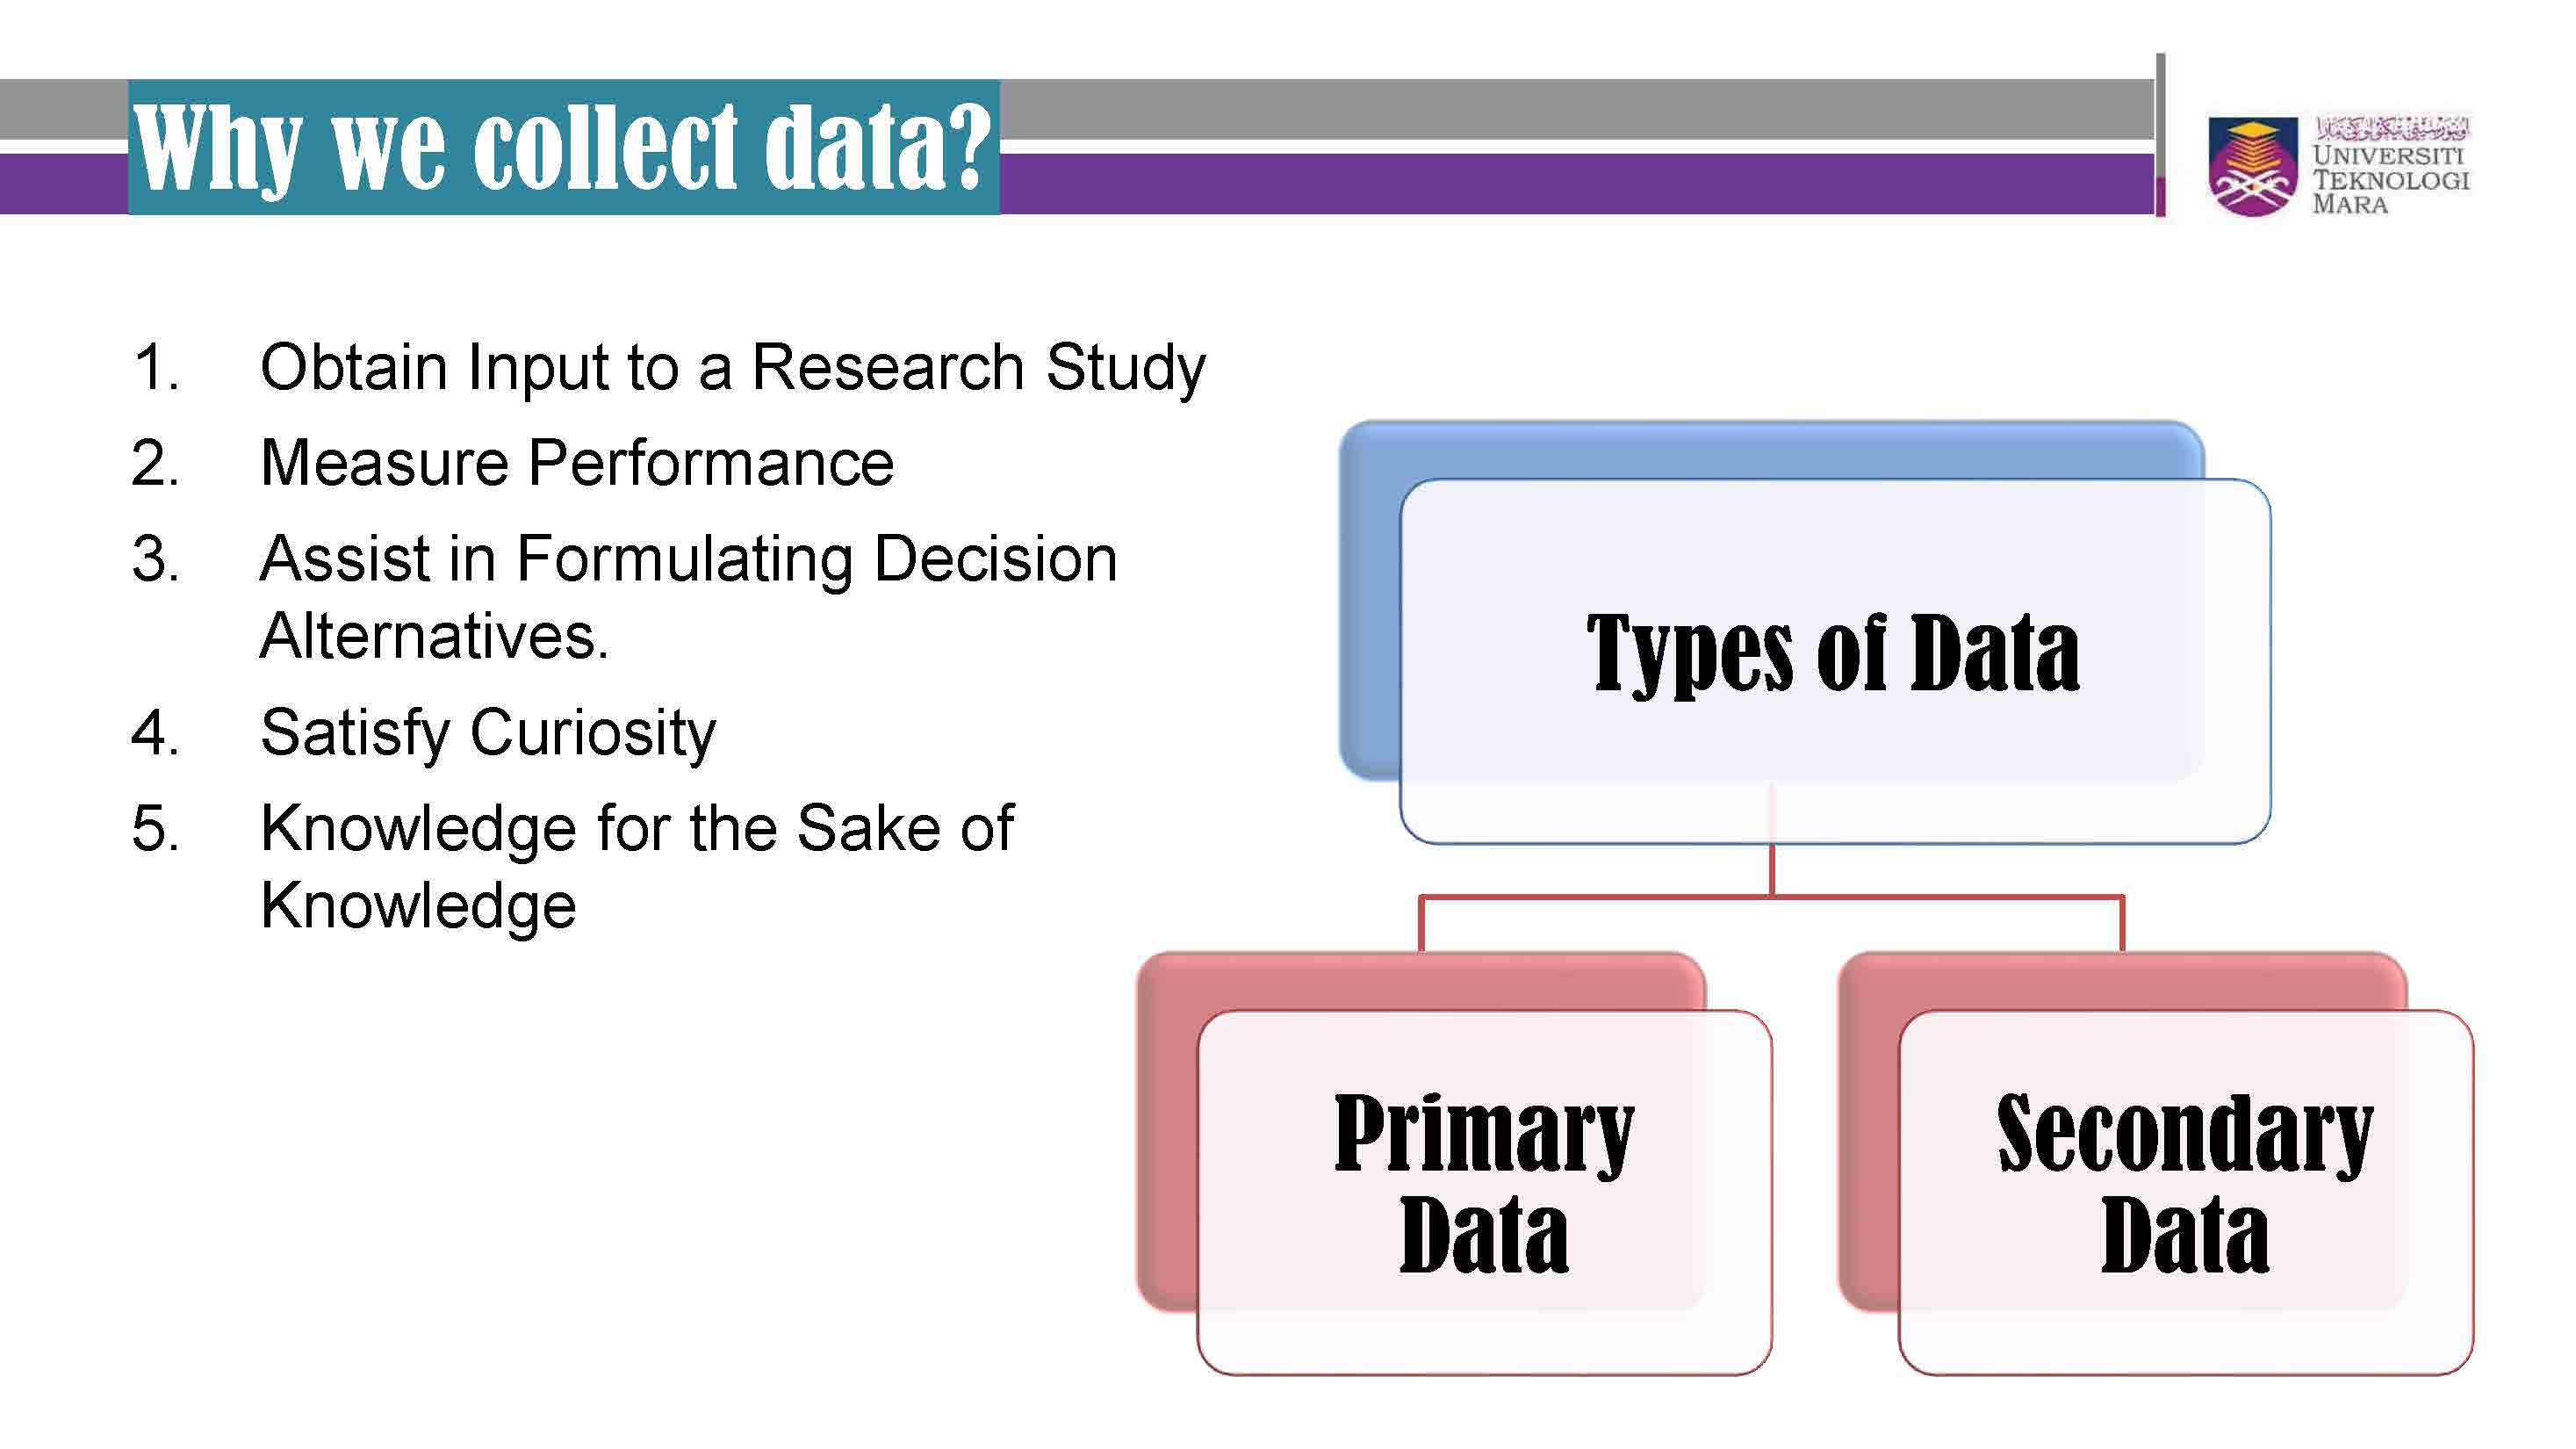 Why we collect data?
UNIVERSITI
TEKNOLOGI
MARA
1. Obtain Input to a Research Study
2. Measure Performance
3. Assist in Formulating Decision
Alternatives.
4. Satisfy Curiosity
5. Knowledge for the Sake of
Knowledge
Types of Data
Primary
Data
Secondary
Data